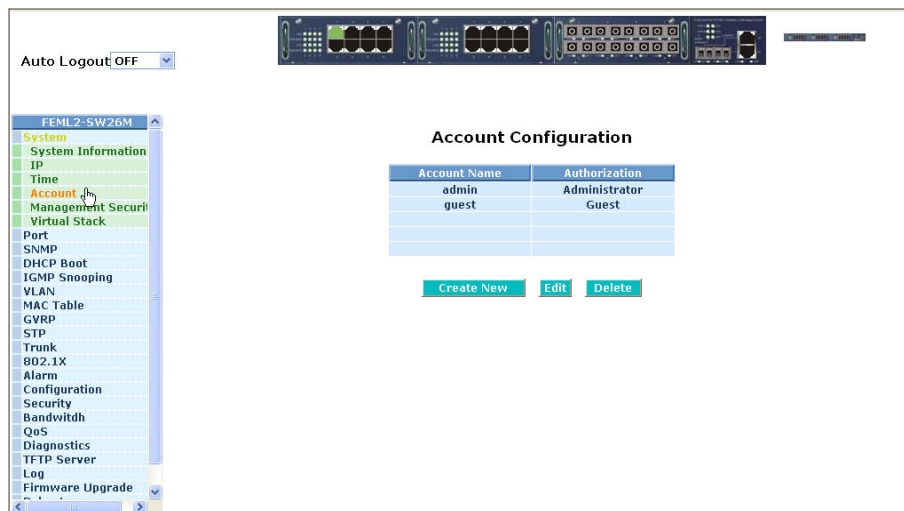 Auto Logout OFF
FEML2-SW26M
System
System Information
IP
Time
Account
Management Securit
Virtual Stack
Port
SNMP
DHCP Boot
IGMP Snooping
VLAN
MAC Table
GVRP
STP
Trunk
802.1X
Alarm
Configuration
Security
Bandwitdh
QoS
Diagnostics
TFTP Server
Log
Firmware Upgrade
Account Configuration
Account Name Authorization
admin Administrator
guest Guest
Create New Edit Delete